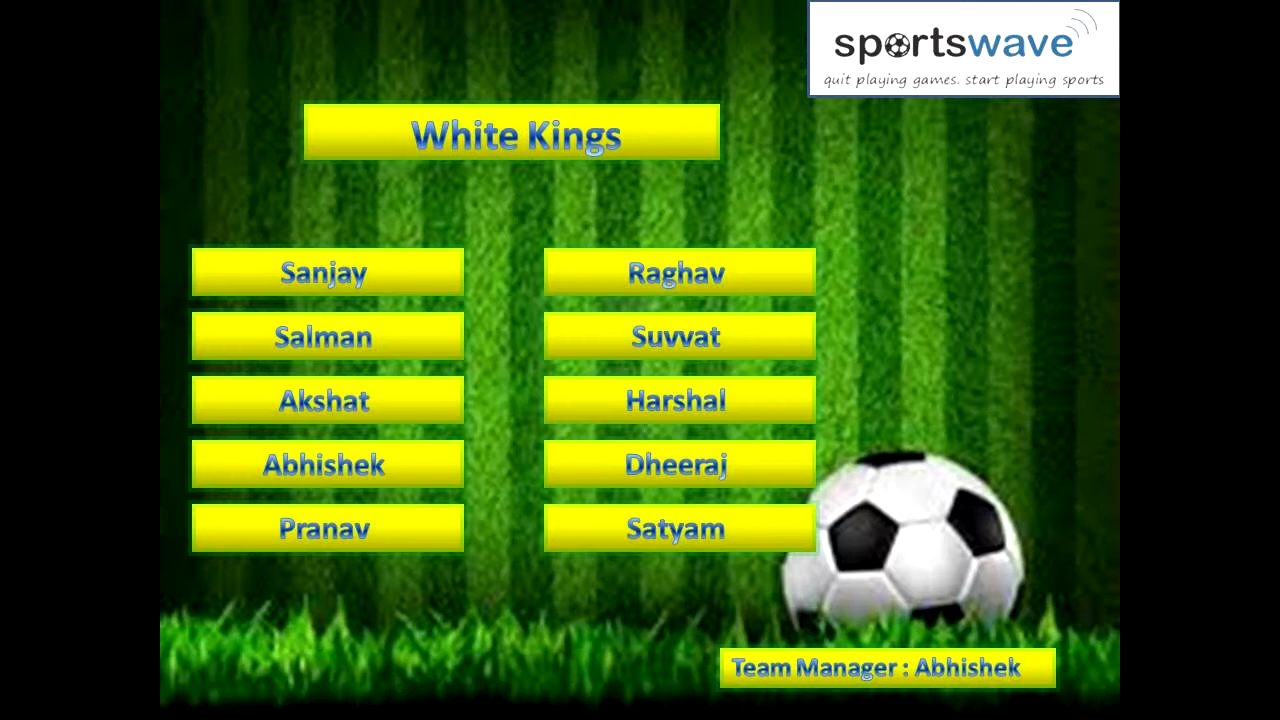 sportswave
quit playing games. start playing sports
White Kings
Sanjay
Raghav
Salman
Suvvat
Akshat
Harshal
Abhishek
Dheeraj
Pranav
Satyam
Team Manager : Abhishek